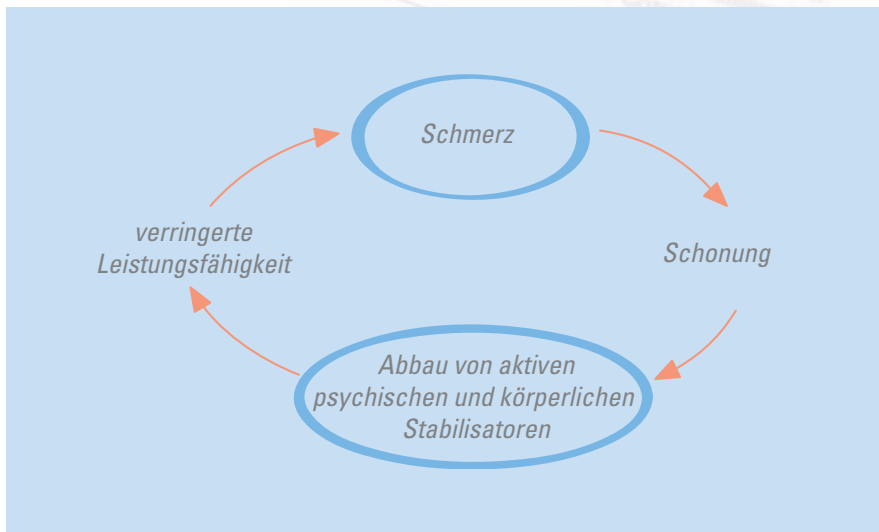 Schmerz
Schonung
Abbau von aktiven
psychischen und körperlichen
Stabilisatoren
verringerte
Leistungsfähigkeit